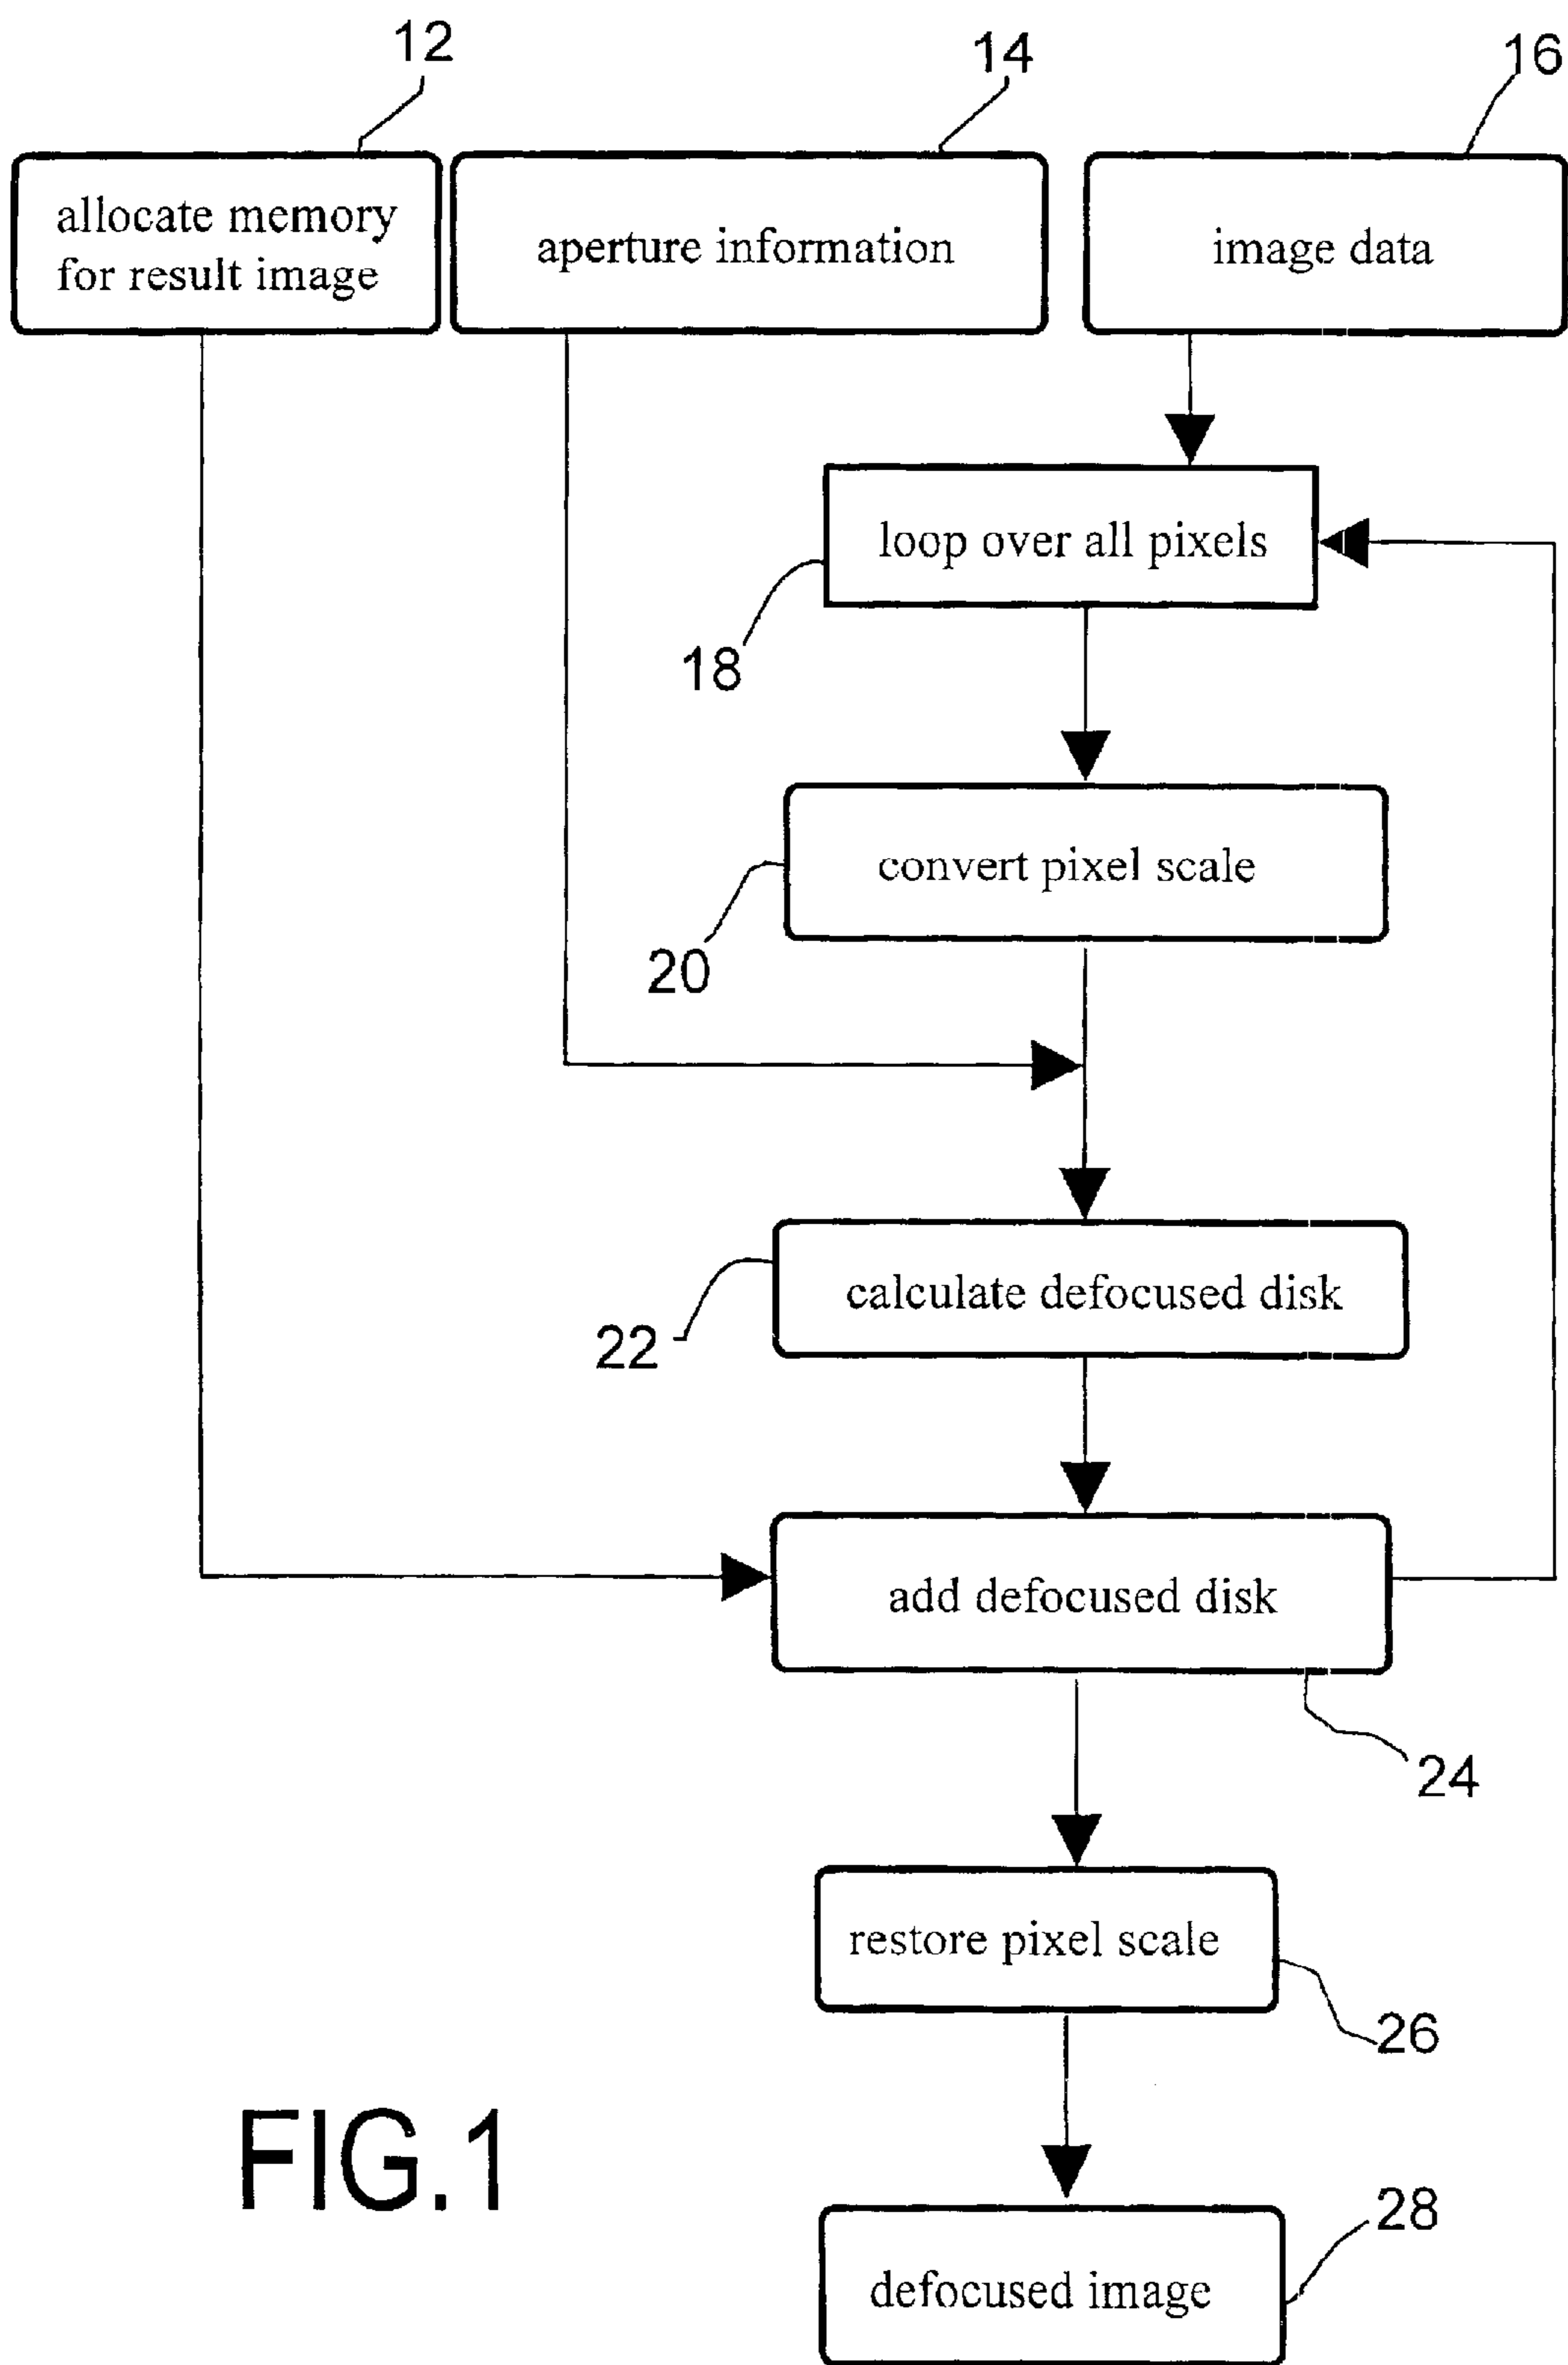 12
14
16
allocate memory
for result image
aperture information
image data
loop over all pixels
18
convert pixel scale
20
calculate defocused disk
22
add defocused disk
24
restore pixel scale
26
FIG.1
28
defocused image